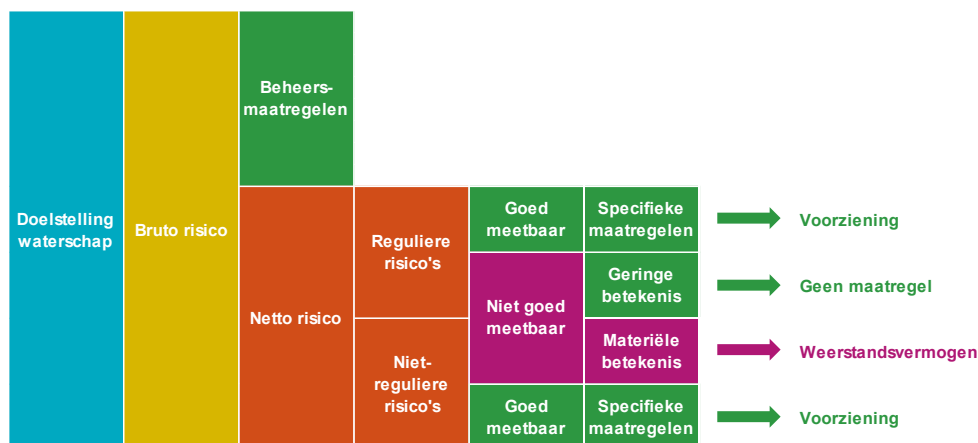 Doelstelling
waterschap
Bruto risico
Beheers-
maatregelen
Netto risico
Reguliere
risico's
Niet-
reguliere
risico's
Goed
meetbaar
Niet goed
meetbaar
Goed
meetbaar
Specifieke
maatregelen
Geringe
betekenis
Materiële
betekenis
Specifieke
maatregelen
Voorziening
Geen maatregel
Weerstandsvermogen
Voorziening